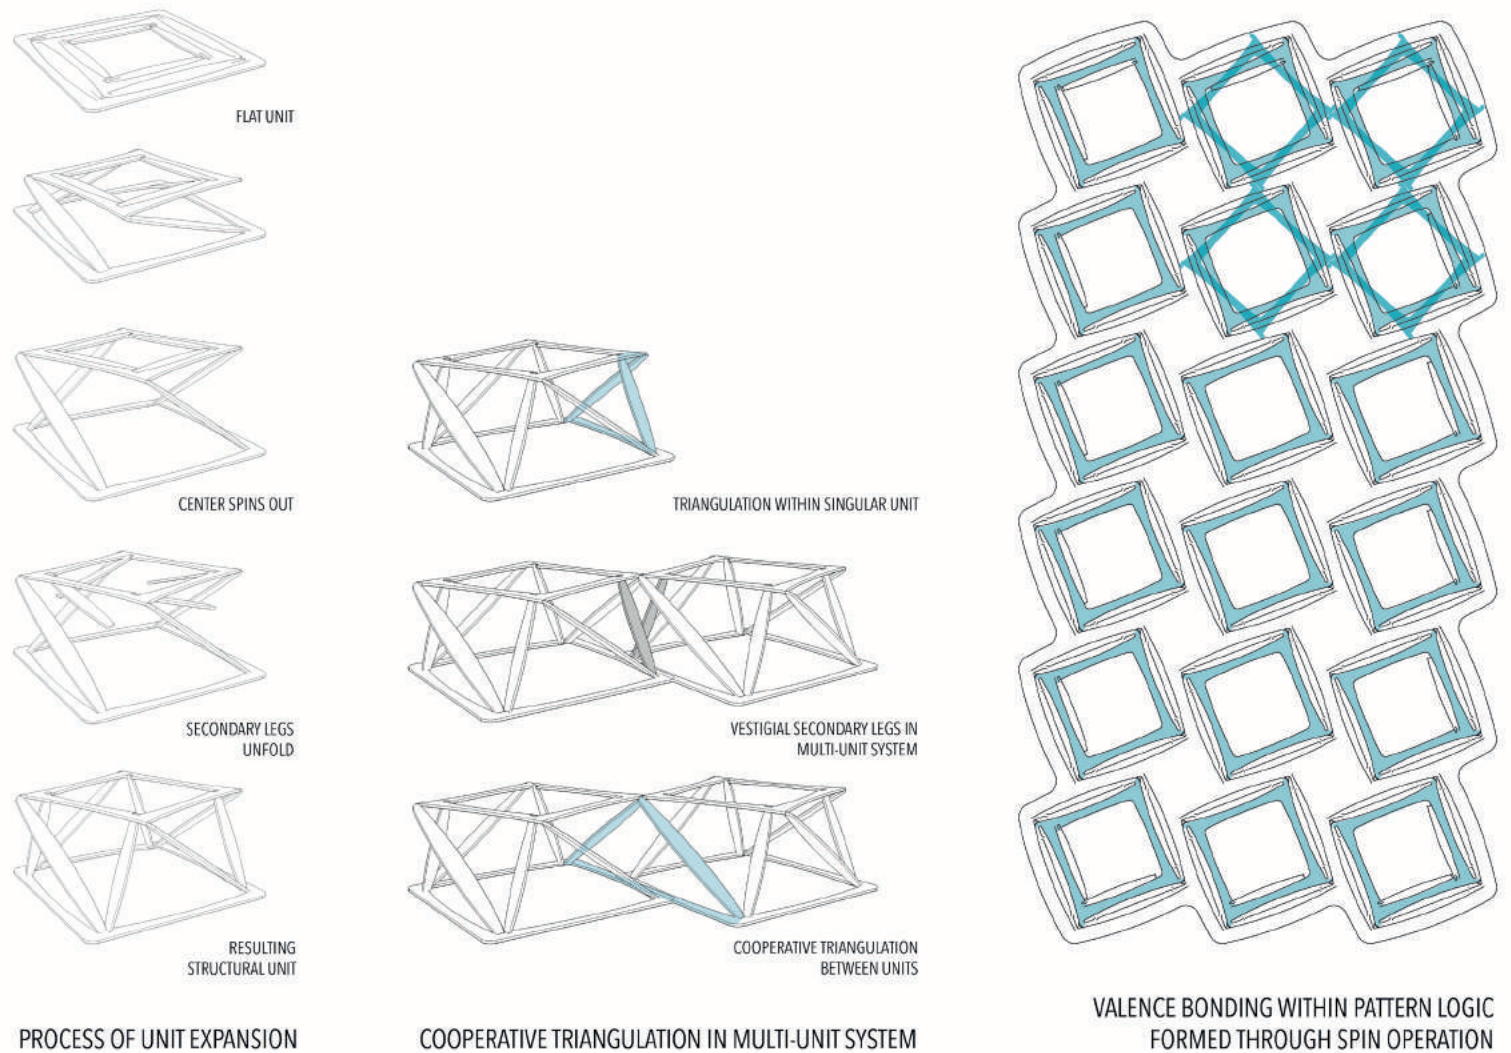 FLAT UNIT
CENTER SPINS OUT
SECONDARY LEGS
UNFOLD
RESULTING
STRUCTURAL UNIT
PROCESS OF UNIT EXPANSION
TRIANGULATION WITHIN SINGULAR UNIT
VESTIGIAL SECONDARY LEGS IN
MULTI-UNIT SYSTEM
COOPERATIVE TRIANGULATION
BETWEEN UNITS
COOPERATIVE TRIANGULATION IN MULTI-UNIT SYSTEM
VALENCE BONDING WITHIN PATTERN LOGIC
FORMED THROUGH SPIN OPERATION